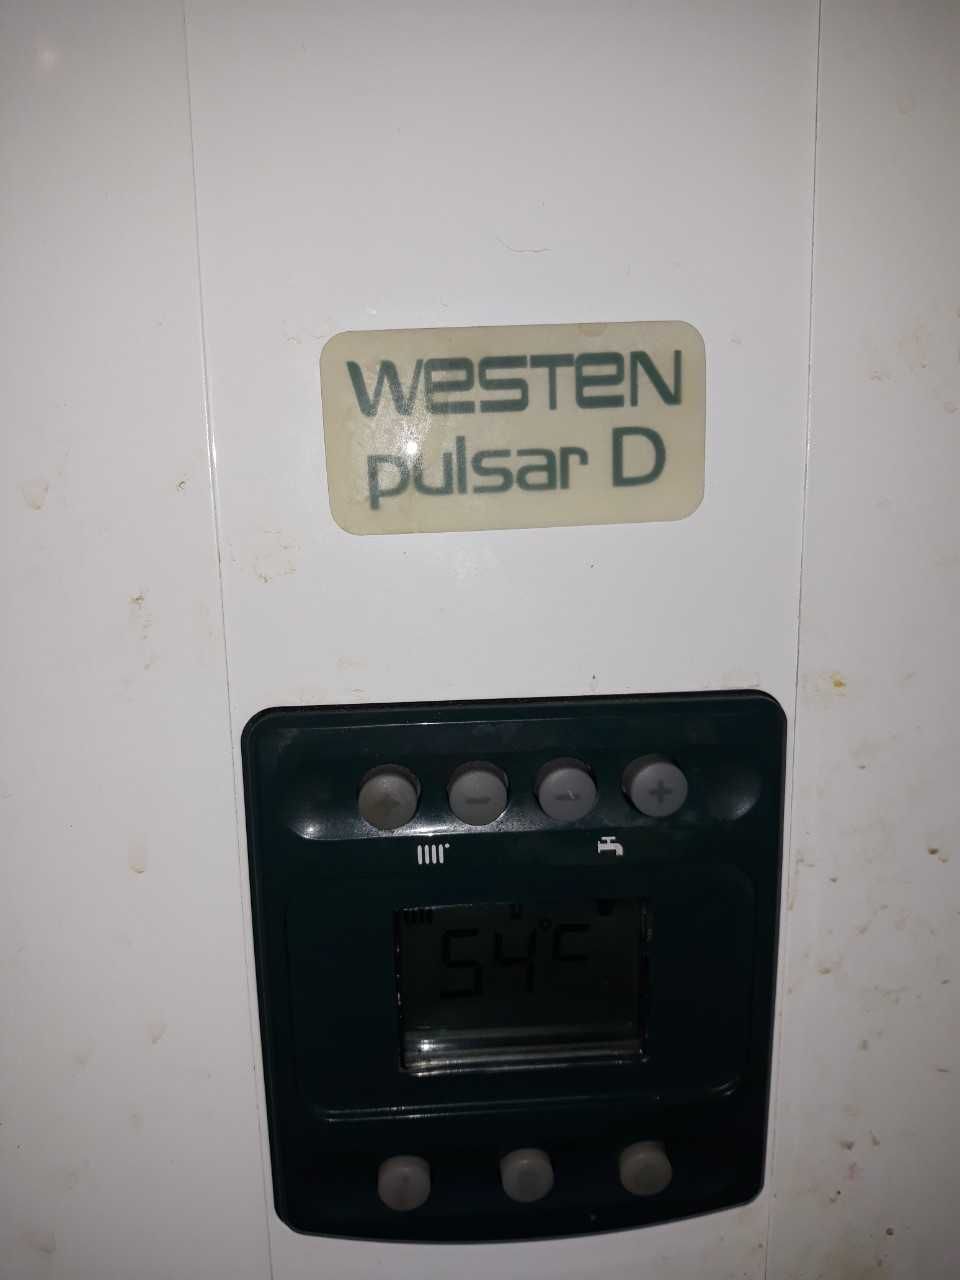 WESTEN
pulsar D
+ - - +
54°C